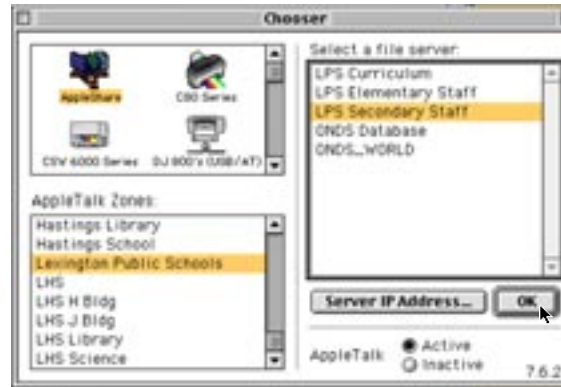 Chooser
AppleShare
C80 Series
CSW 6000 Series
DJ 800's (USB/AT)
AppleTalk Zones:
Hastings Library
Hastings School
Lexington Public Schools
LHS
LHS H Bldg
LHS J Bldg
LHS Library
LHS Science
Select a file server:
LPS Curriculum
LPS Elementary Staff
LPS Secondary Staff
ONDS Database
ONDS_WORLD
Server IP Address...
OK
AppleTalk
Active
Inactive
7.6.2